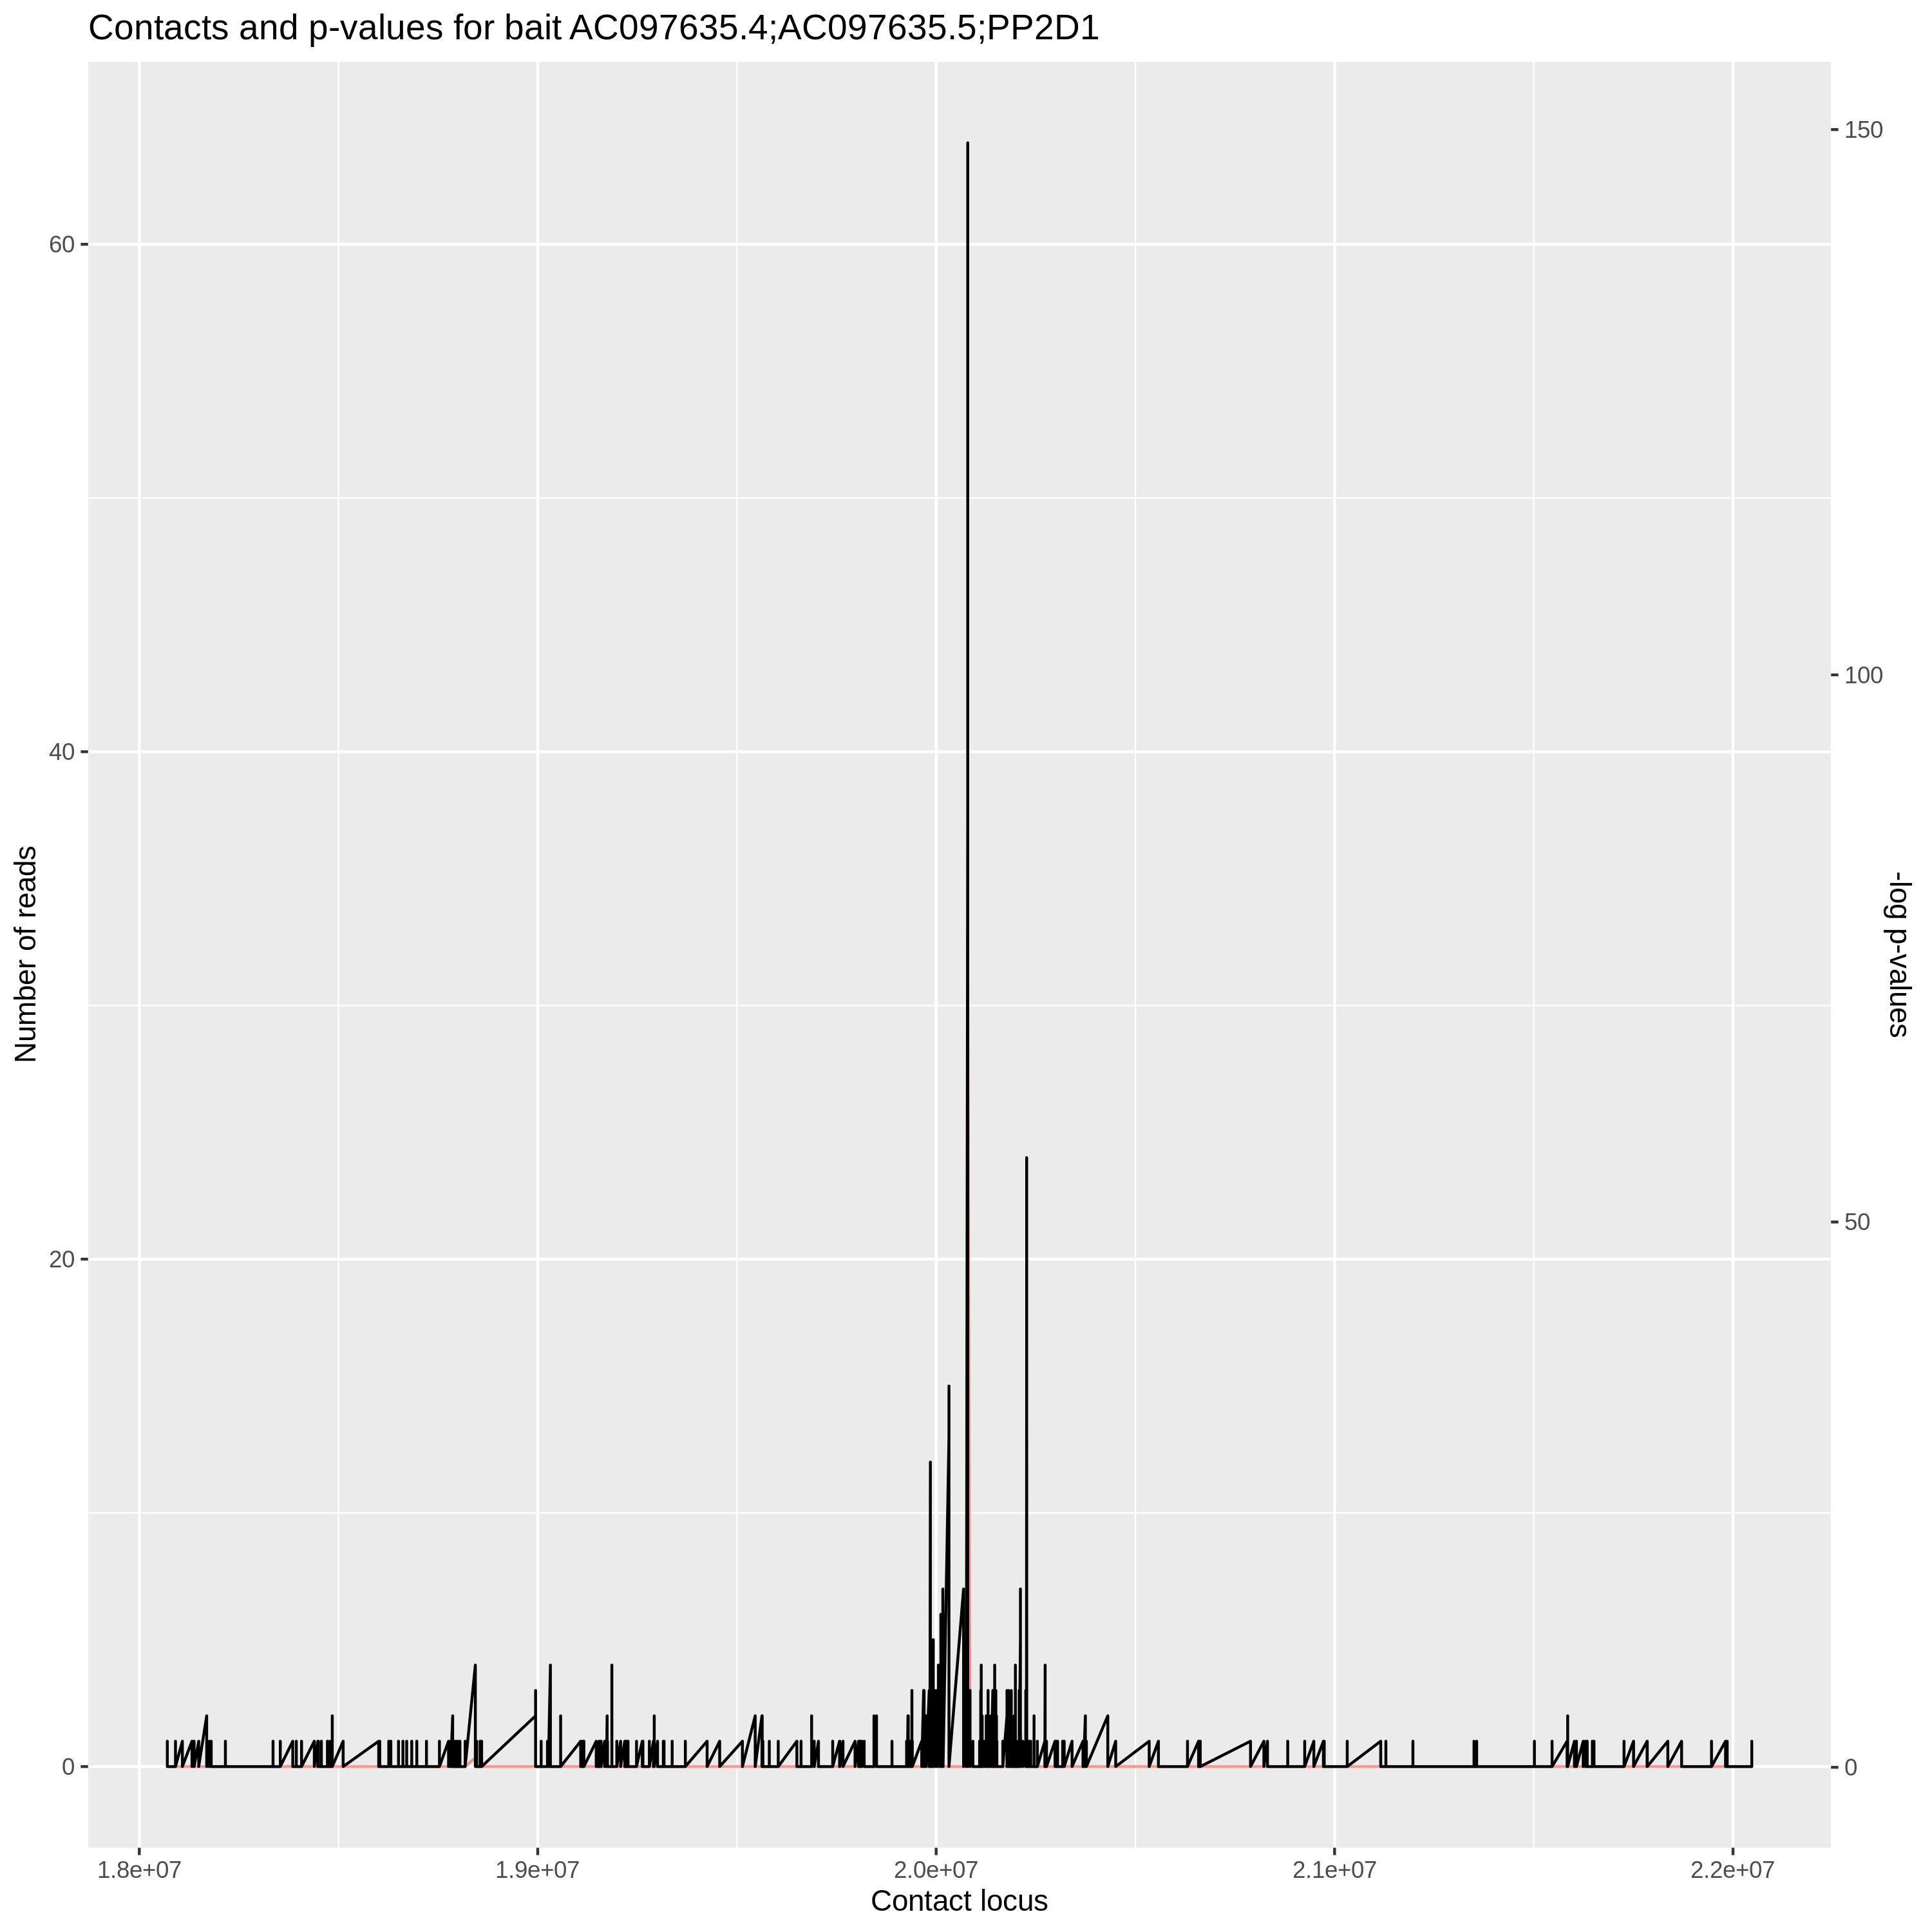 Contacts and p-values for bait AC097635.4;AC097635.5;PP2D1
150
60
100
40
Number of reads
-log p-values
50
20
0
0
1.8e+07
1.9e+07
2.0e+07
2.1e+07
2.2e+07
Contact locus